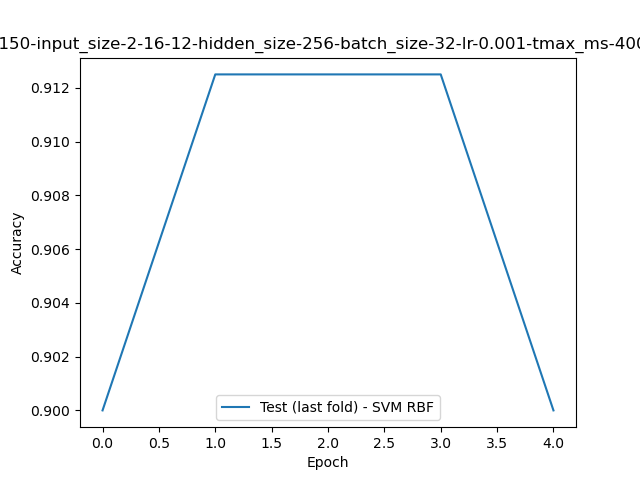 150-input_size-2-16-12-hidden_size-256-batch_size-32-lr-0.001-tmax_ms-400
0.912
0.910
0.908
0.906
0.904
0.902
0.900
Accuracy
Test (last fold) - SVM RBF
0.0 0.5 1.0 1.5 2.0 2.5 3.0 3.5 4.0
Epoch